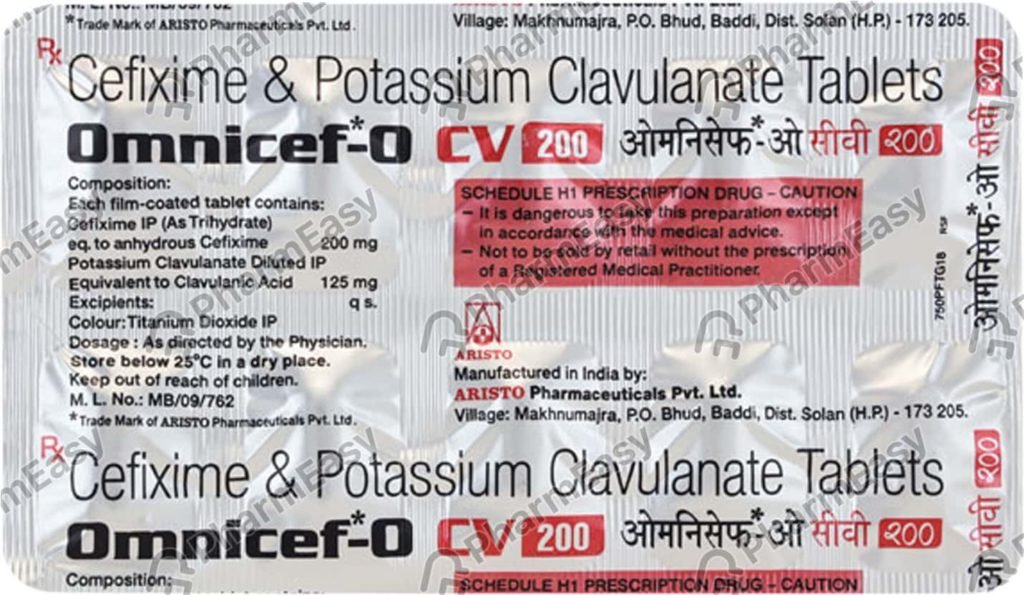 M. L. No.: MB/09/762
*Trade Mark of ARISTO Pharmaceuticals Pvt. Ltd.
Village: Makhnumajra, P.O. Bhud, Baddi, Dist. Solan (H.P.) - 173 205.
Rx
Cefixime & Potassium Clavulanate Tablets
Omnicef*-O CV 200 ओमनिसेफ*-ओ सीवी २००
Composition:
Each film-coated tablet contains:
Cefixime IP (As Trihydrate)
eq. to anhydrous Cefixime 200 mg
Potassium Clavulanate Diluted IP
Equivalent to Clavulanic Acid 125 mg
Excipients: q s.
Colour: Titanium Dioxide IP
Dosage : As directed by the Physician.
Store below 25°C in a dry place.
Keep out of reach of children.
M. L. No.: MB/09/762
*Trade Mark of ARISTO Pharmaceuticals Pvt. Ltd.
SCHEDULE H1 PRESCRIPTION DRUG – CAUTION
– It is dangerous to take this preparation except
in accordance with the medical advice.
– Not to be sold by retail without the prescription
of a Registered Medical Practitioner.
ARISTO
Manufactured in India by:
ARISTO Pharmaceuticals Pvt. Ltd.
Village: Makhnumajra, P.O. Bhud, Baddi, Dist. Solan (H.P.) - 173 205.
750PFTG18 RSF
ओमनिसेफ*-ओ सीवी २००
Rx
Cefixime & Potassium Clavulanate Tablets
Omnicef*-O CV 200 ओमनिसेफ*-ओ सीवी २००
Composition:
SCHEDULE H1 PRESCRIPTION DRUG – CAUTION
ओ सीवी २००
PharmEasy